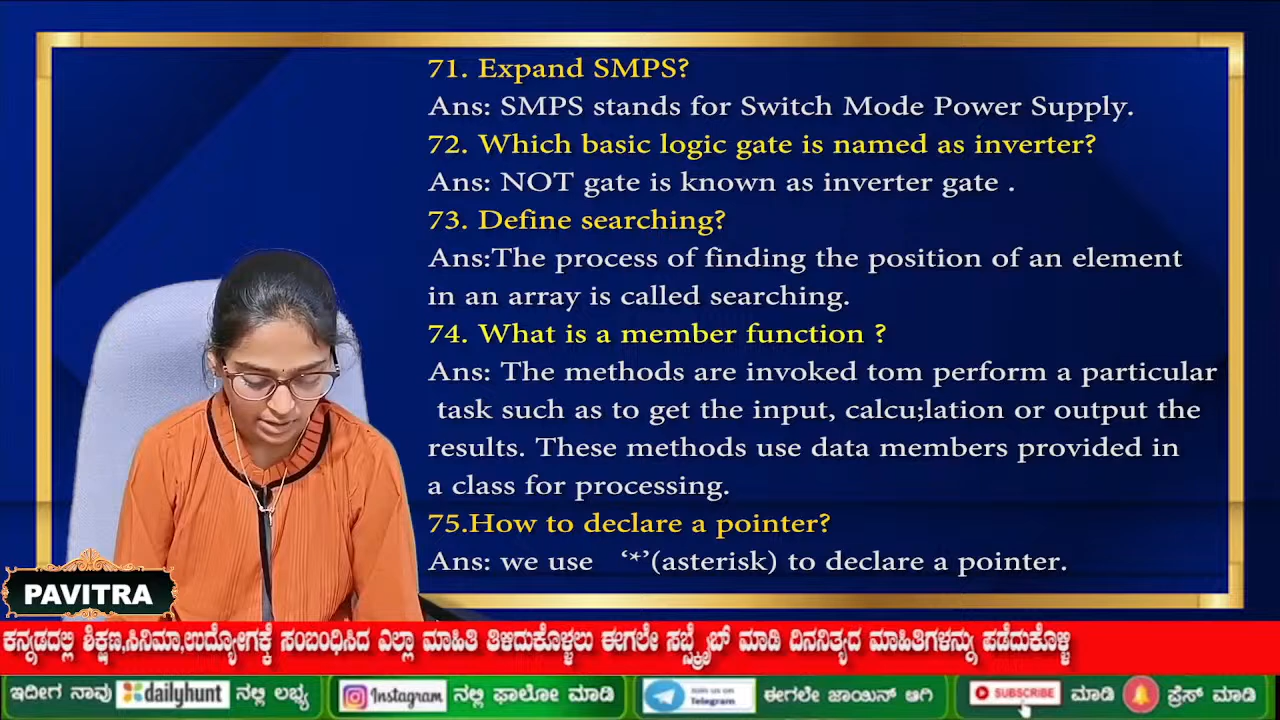 71. Expand SMPS?
Ans: SMPS stands for Switch Mode Power Supply.
72. Which basic logic gate is named as inverter?
Ans: NOT gate is known as inverter gate .
73. Define searching?
Ans:The process of finding the position of an element
in an array is called searching.
74. What is a member function ?
Ans: The methods are invoked tom perform a particular
task such as to get the input, calcu;lation or output the
results. These methods use data members provided in
a class for processing.
75.How to declare a pointer?
Ans: we use ‘*’(asterisk) to declare a pointer.
PAVITRA
ಕನ್ನಡದಲ್ಲಿ ಶಿಕ್ಷಣ,ಸಿನಿಮಾ,ಉದ್ಯೋಗಕ್ಕೆ ಸಂಬಂಧಿಸಿದ ಎಲ್ಲಾ ಮಾಹಿತಿ ತಿಳಿದುಕೊಳ್ಳಲು ಈಗಲೇ ಸಬ್ಸ್ಕ್ರೈಬ್ ಮಾಡಿ ದಿನನಿತ್ಯದ ಮಾಹಿತಿಗಳನ್ನು ಪಡೆದುಕೊಳ್ಳಿ
ಇದೀಗ ನಾವು dailyhunt ನಲ್ಲಿ ಲಭ್ಯ Instagram ನಲ್ಲಿ ಫಾಲೋ ಮಾಡಿ Join us on Telegram ಈಗಲೇ ಜಾಯಿನ್ ಆಗಿ SUBSCRIBE ಮಾಡಿ ಪ್ರೆಸ್ ಮಾಡಿ